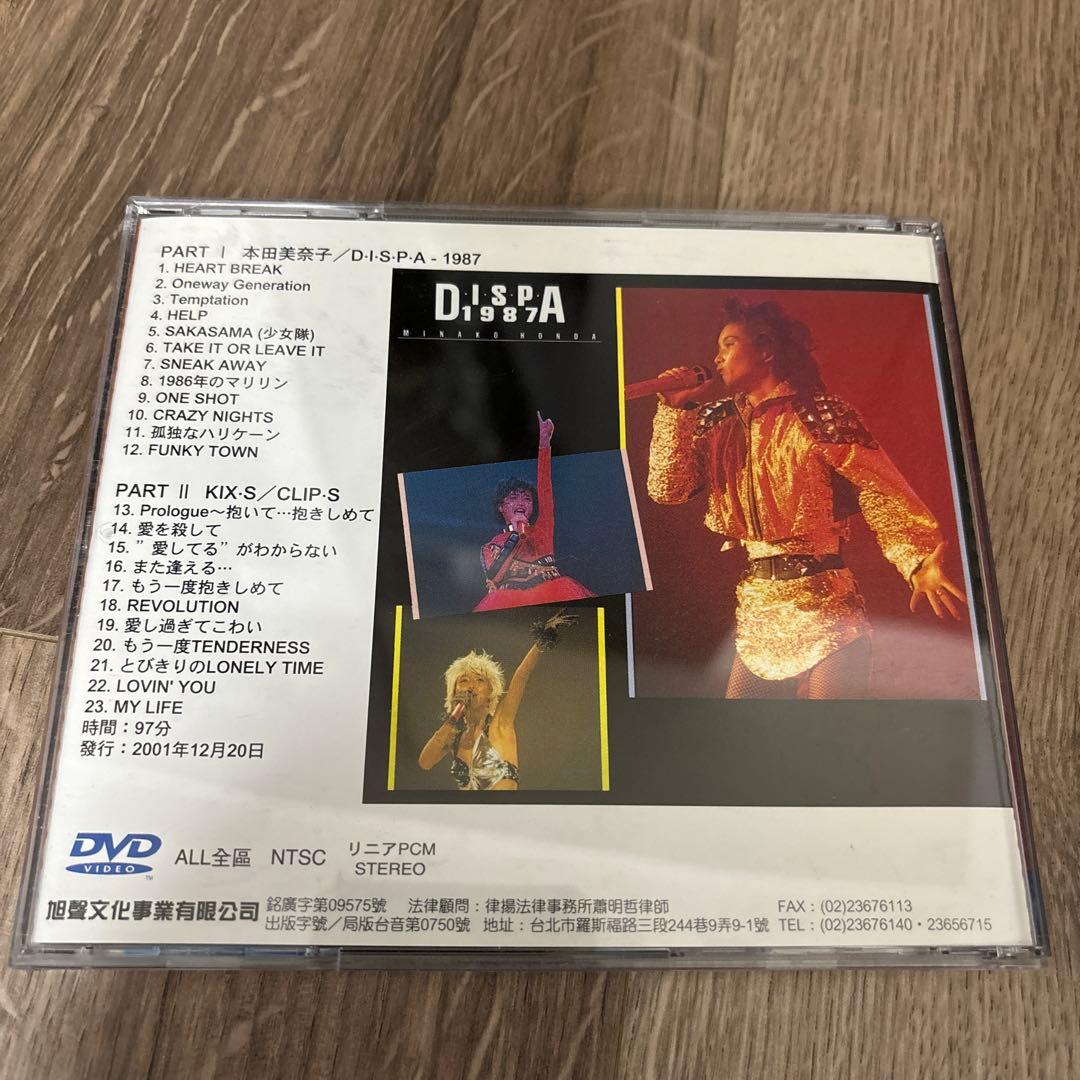 PART I 本田美奈子／D·I·S·P·A - 1987
1. HEART BREAK
2. Oneway Generation
3. Temptation
4. HELP
5. SAKASAMA (少女隊)
6. TAKE IT OR LEAVE IT
7. SNEAK AWAY
8. 1986年のマリリン
9. ONE SHOT
10. CRAZY NIGHTS
11. 孤独なハリケーン
12. FUNKY TOWN
PART II KIX·S／CLIP·S
13. Prologue～抱いて…抱きしめて
14. 愛を殺して
15. ”愛してる”がわからない
16. また逢える…
17. もう一度抱きしめて
18. REVOLUTION
19. 愛し過ぎてこわい
20. もう一度TENDERNESS
21. とびきりのLONELY TIME
22. LOVIN' YOU
23. MY LIFE
時間：97分
發行：2001年12月20日
D·I·S·P·A
1987
MINAKO HONDA
DVD
VIDEO
TM
ALL全區 NTSC リニアPCM
STEREO
旭聲文化事業有限公司
銘廣字第09575號 法律顧問：律揚法律事務所蕭明哲律師 FAX：(02)23676113
出版字號／局版台音第0750號 地址：台北市羅斯福路三段244巷9弄9-1號 TEL：(02)23676140・23656715